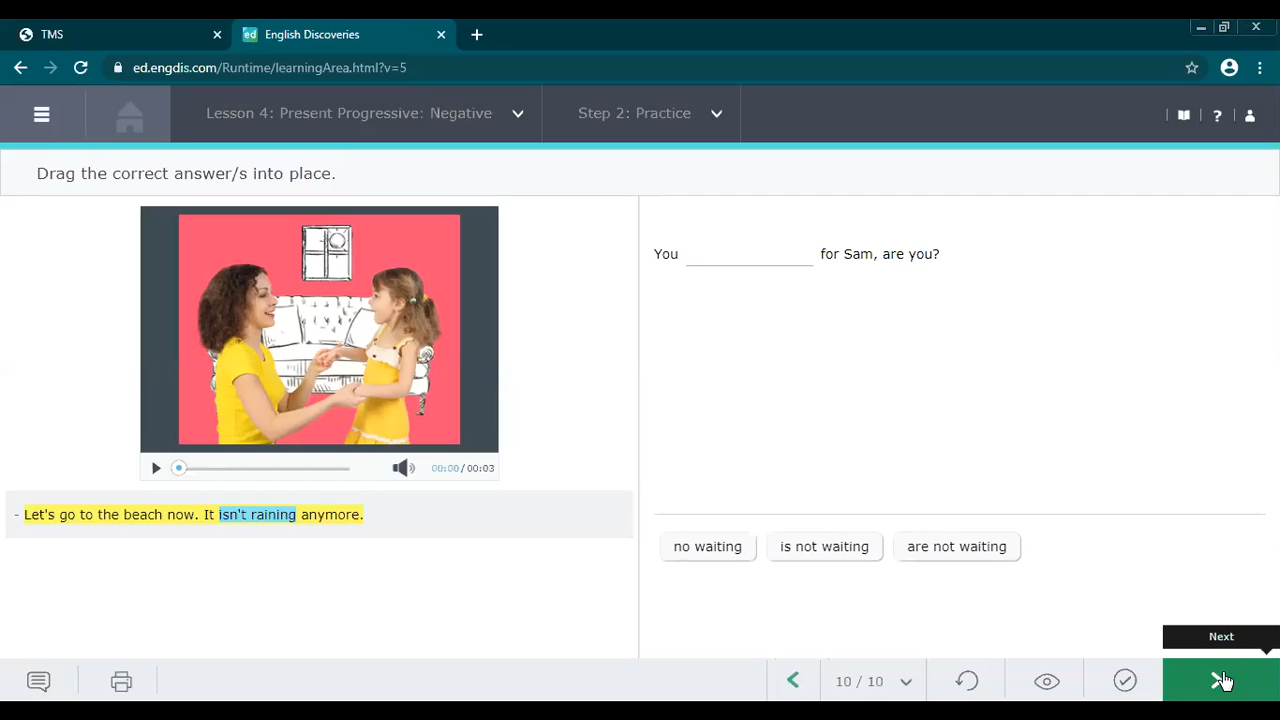 TMS
English Discoveries
ed.engdis.com/Runtime/learningArea.html?v=5
Lesson 4: Present Progressive: Negative
Step 2: Practice
?
Drag the correct answer/s into place.
You ______________ for Sam, are you?
00:00/00:03
- Let's go to the beach now. It isn't raining anymore.
no waiting
is not waiting
are not waiting
Next
10 / 10